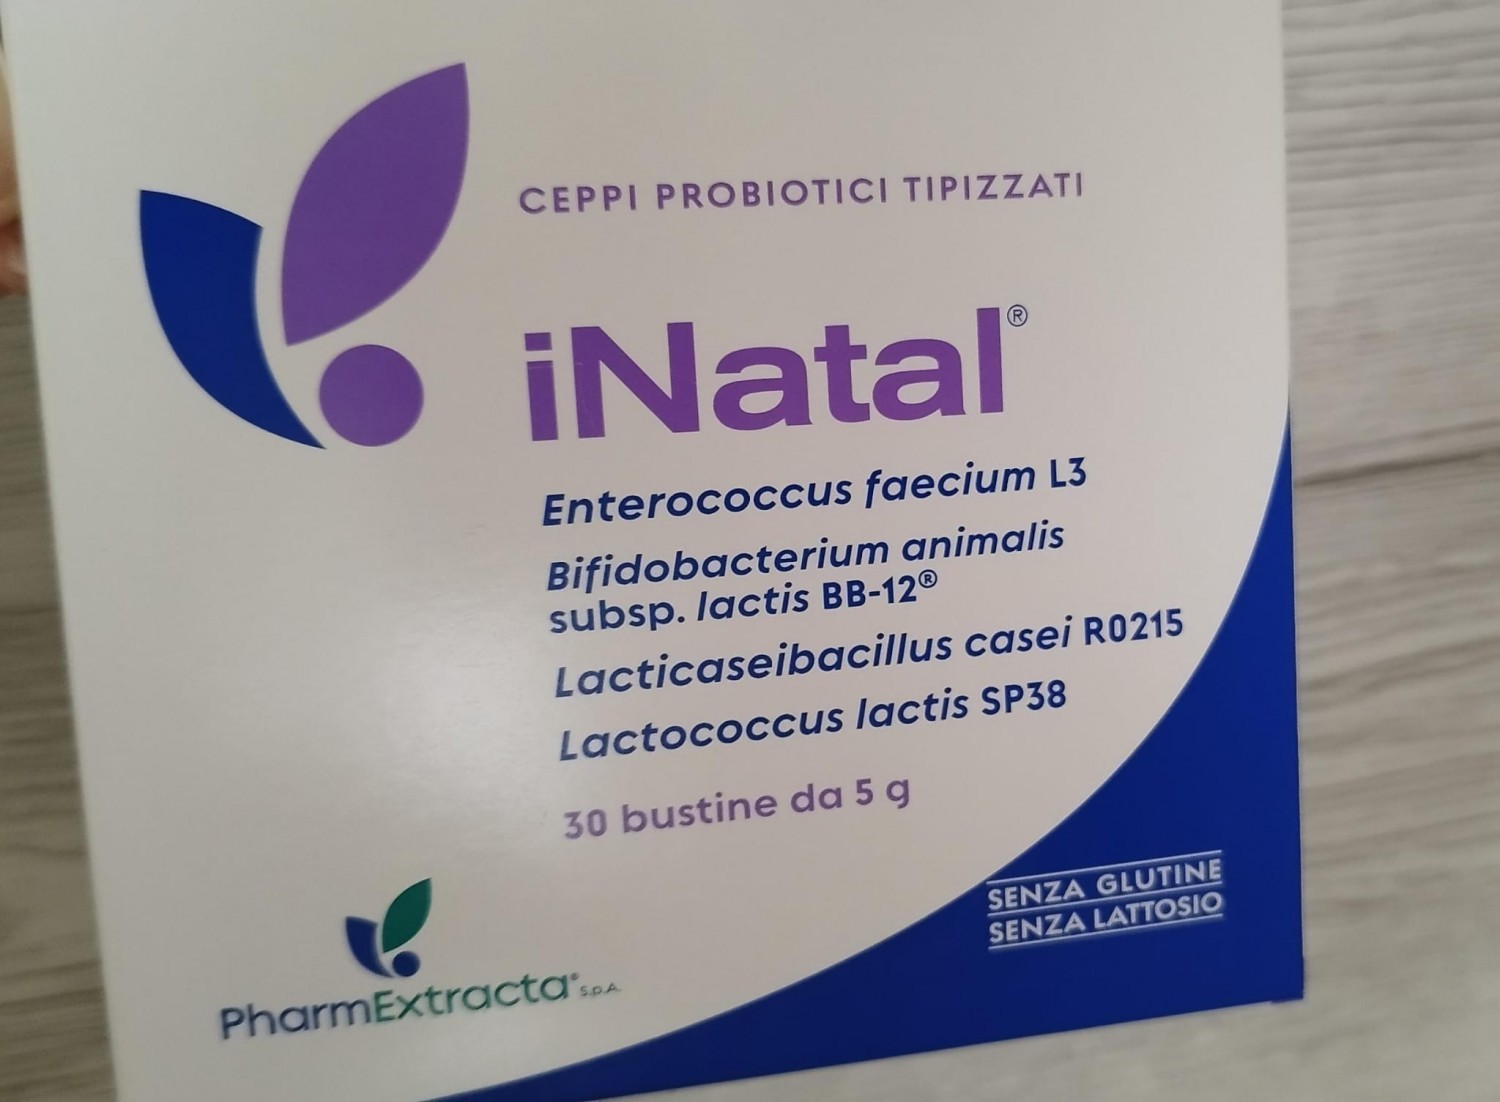 CEPPI PROBIOTICI TIPIZZATI
iNatal®
Enterococcus faecium L3
Bifidobacterium animalis
subsp. lactis BB-12®
Lacticaseibacillus casei R0215
Lactococcus lactis SP38
30 bustine da 5 g
SENZA GLUTINE
SENZA LATTOSIO
PharmExtracta® S.p.A.